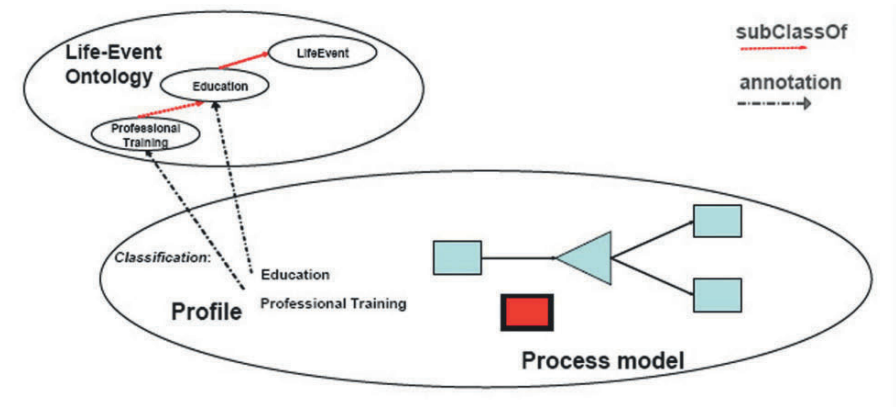 Life-Event
Ontology
LifeEvent
Education
Professional
Training
subClassOf
annotation
Classification:
Education
Professional Training
Profile
Process model